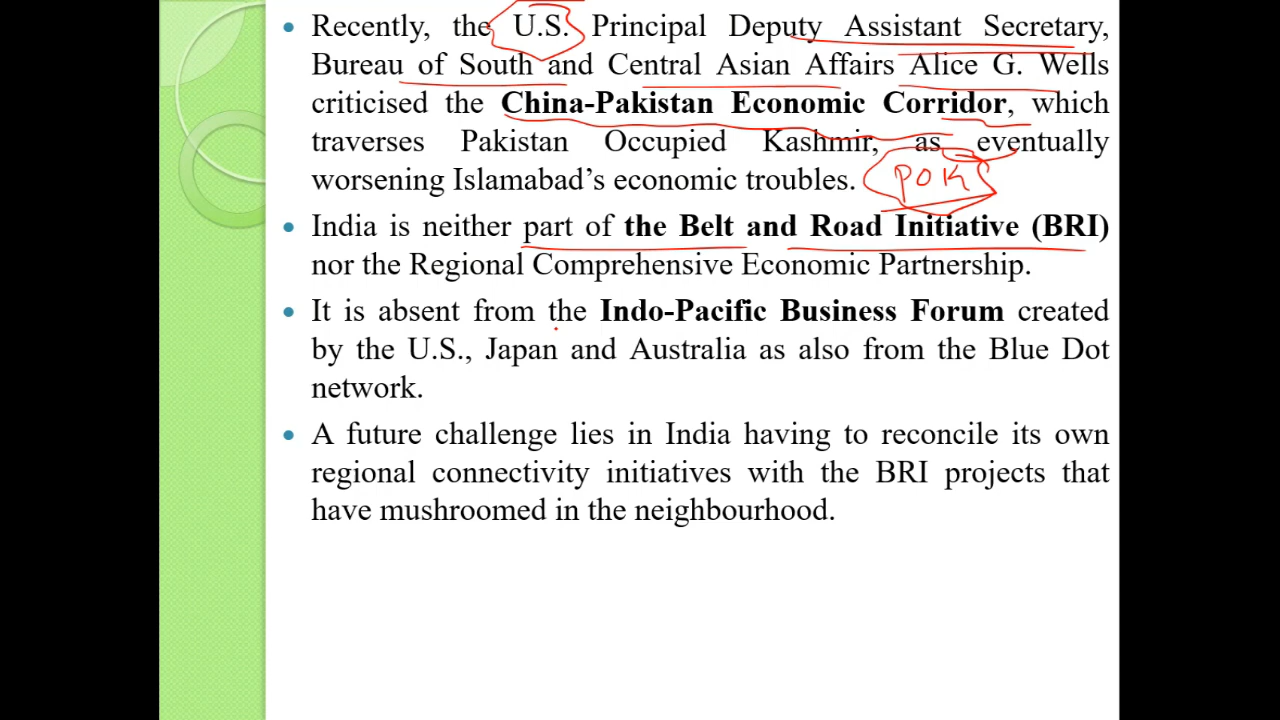 • Recently, the U.S. Principal Deputy Assistant Secretary,
Bureau of South and Central Asian Affairs Alice G. Wells
criticised the China-Pakistan Economic Corridor, which
traverses Pakistan Occupied Kashmir, as eventually
worsening Islamabad's economic troubles. POK
• India is neither part of the Belt and Road Initiative (BRI)
nor the Regional Comprehensive Economic Partnership.
• It is absent from the Indo-Pacific Business Forum created
by the U.S., Japan and Australia as also from the Blue Dot
network.
• A future challenge lies in India having to reconcile its own
regional connectivity initiatives with the BRI projects that
have mushroomed in the neighbourhood.